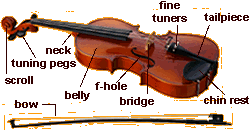 fine
tuners
tailpiece
neck
tuning pegs
scroll
f-hole
belly
bridge
chin rest
bow